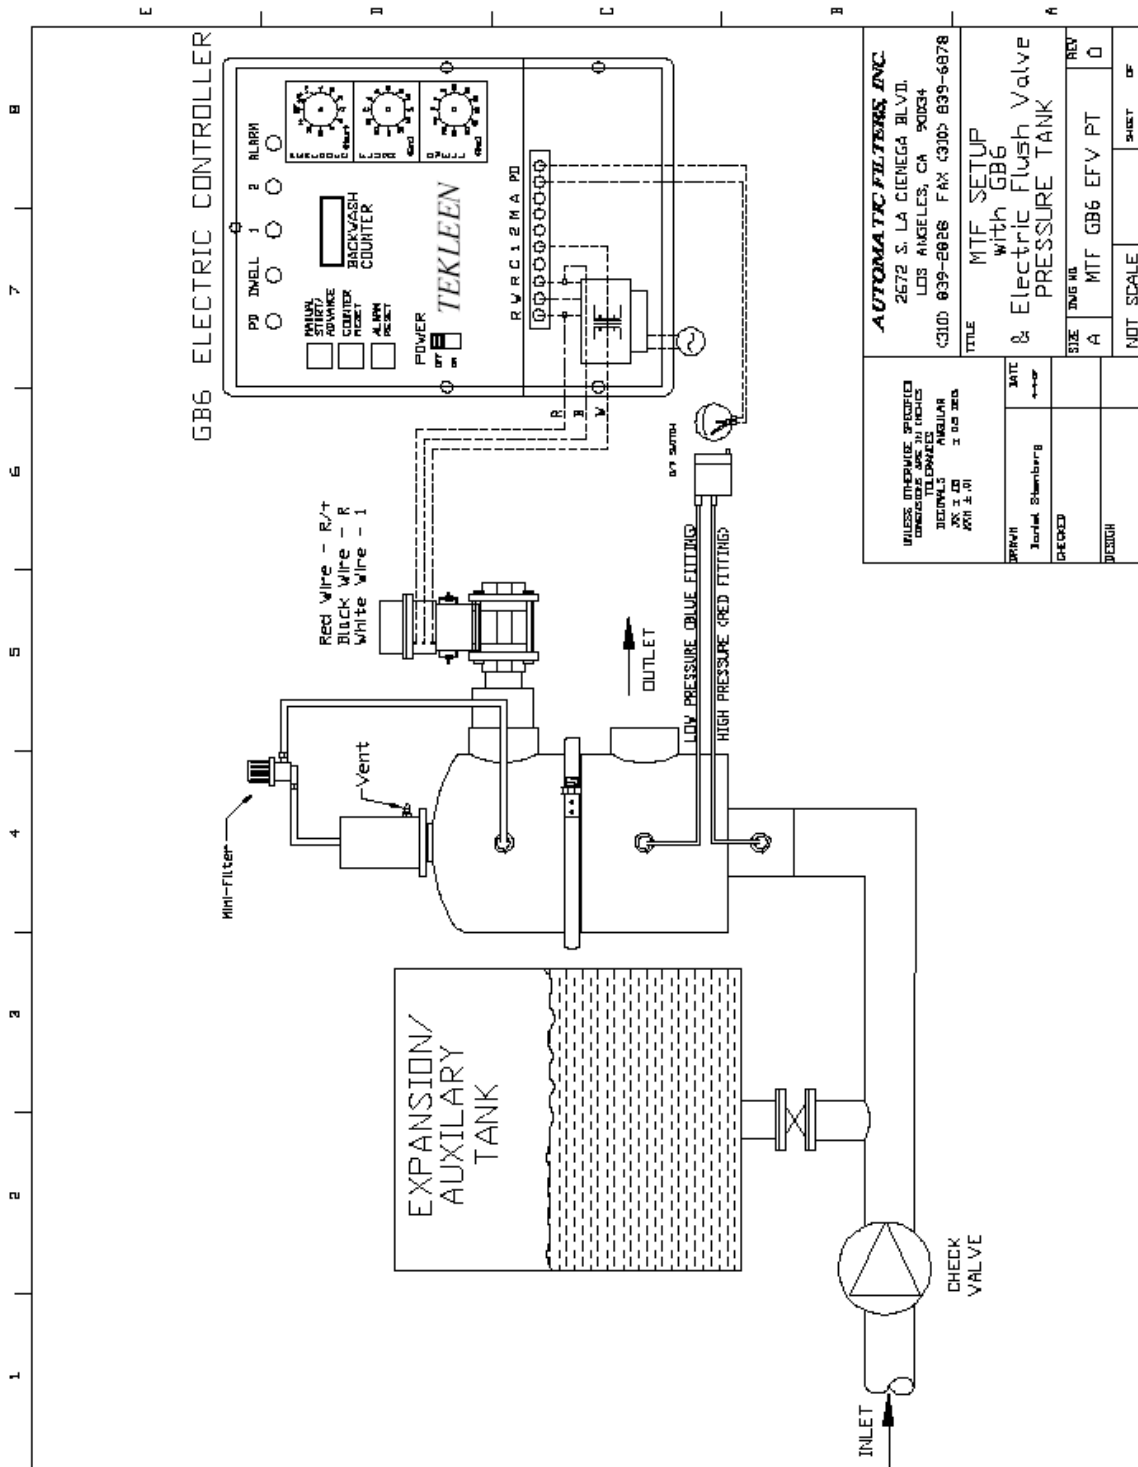 E
D
C
B
A
8
7
6
5
4
3
2
1
GB6 ELECTRIC CONTROLLER
PD
DWELL
1
2
ALARM
MANUAL
START/
ADVANCE
COUNTER
RESET
ALARM
RESET
BACKWASH
COUNTER
POWER
OFF
ON
TEKLEEN
R W R C 1 2 M A PD
R
B
W
Red Wire - R/+
Black Wire - R
White Wire - 1
MINI-Filter
Vent
OUTLET
D/P SWITCH
LOW PRESSURE (BLUE FITTING)
HIGH PRESSURE (RED FITTING)
EXPANSION/
AUXILARY
TANK
CHECK
VALVE
INLET
UNLESS OTHERWISE SPECIFIED
DIMENSIONS ARE IN INCHES
TOLERANCES
DECIMALS ANGULAR
DRAWN
DATE
CHECKED
DESIGN
AUTOMATIC FILTERS, INC.
2672 S. LA CIENEGA BLVD.
LOS ANGELES, CA 90034
(310) 839-2828 FAX (310) 839-6878
TITLE
MTF SETUP
with GB6
& Electric Flush Valve
PRESSURE TANK
SIZE
A
DWG NO.
MTF GB6 EFV PT
REV
0
NOT SCALE
SHEET OF